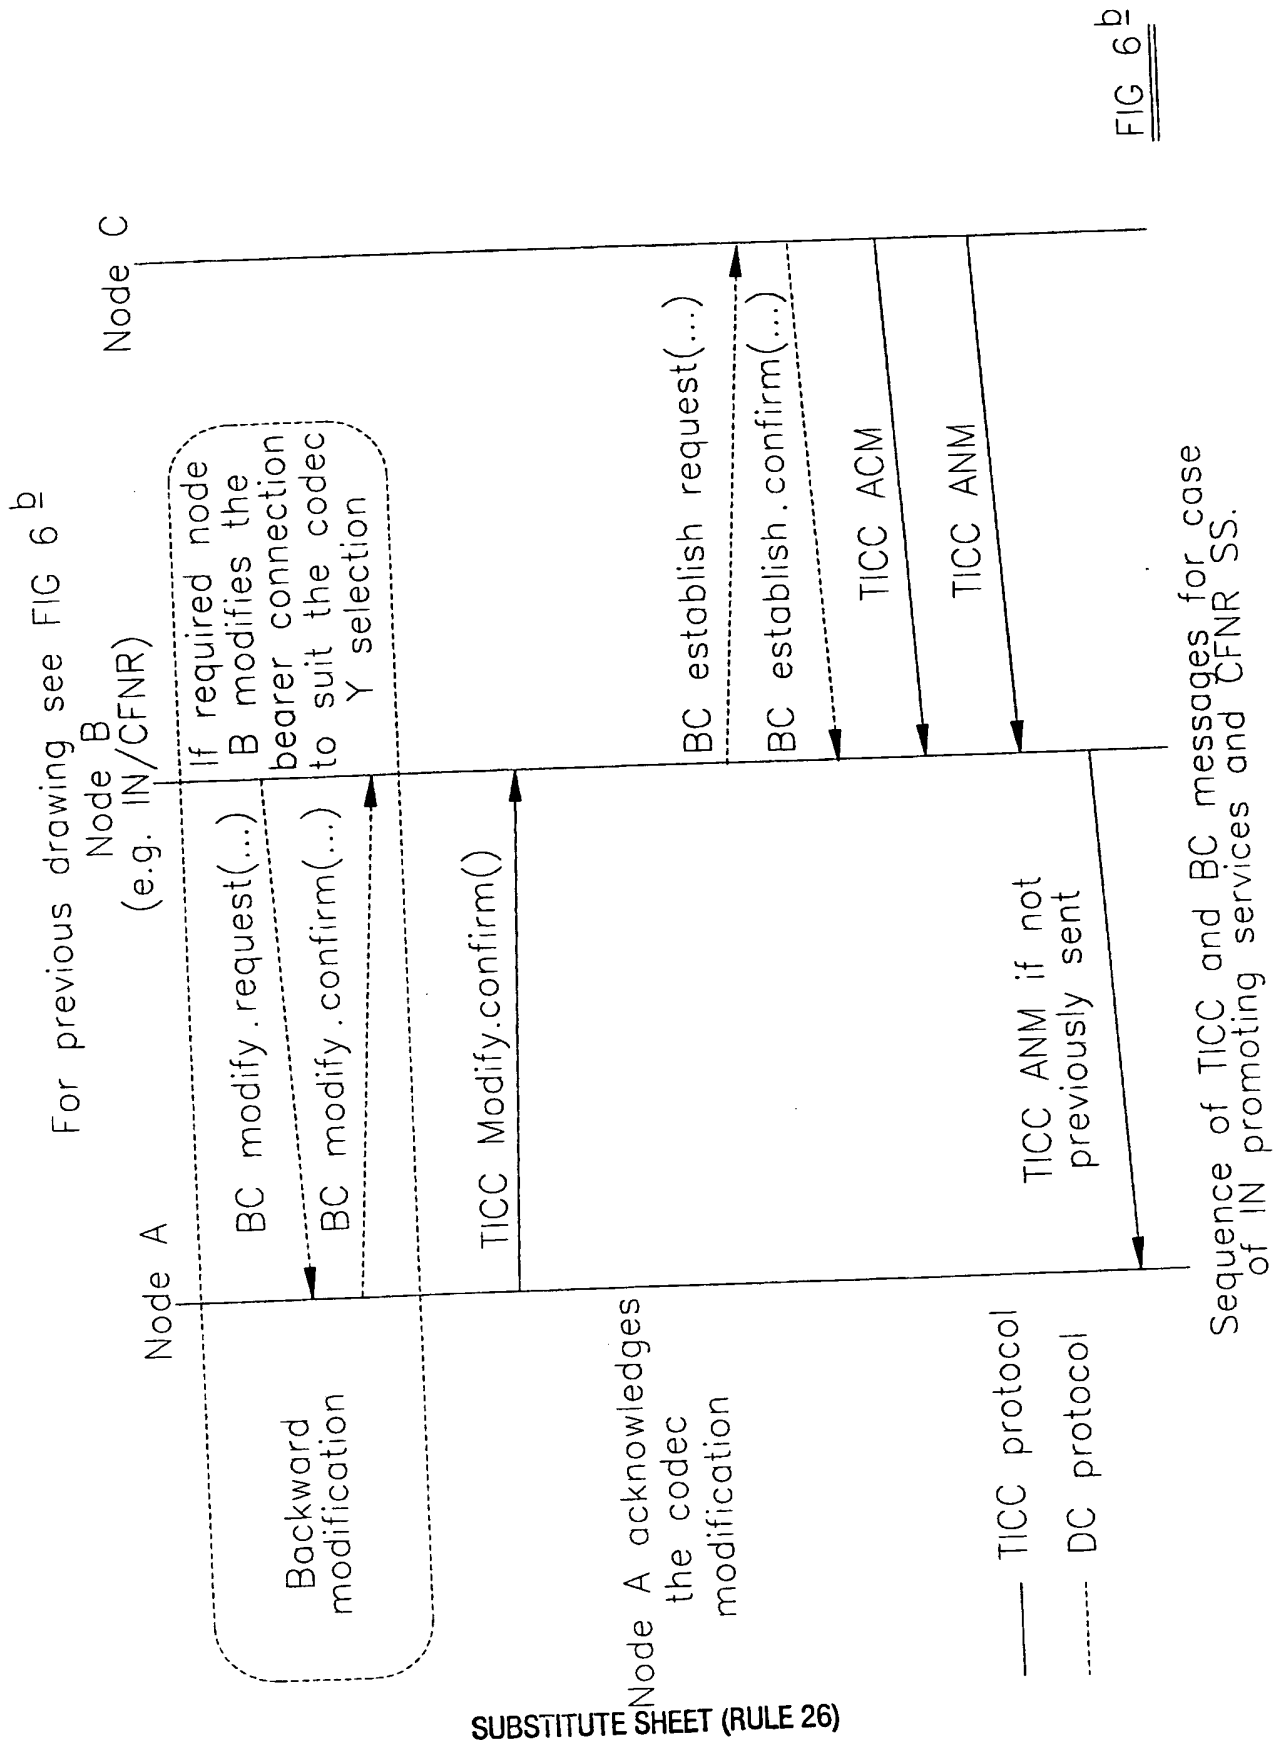 For previous drawing see FIG 6b
Node A
Node B
(e.g. IN/CFNR)
Node C
Backward
modification
BC modify.request(...)
BC modify.confirm(...)
If required node
B modifies the
bearer connection
to suit the codec
Y selection
TICC Modify.confirm()
Node A acknowledges
the codec
modification
BC establish request(...)
BC establish.confirm(...)
TICC ACM
TICC ANM
TICC ANM if not
previously sent
TICC protocol
DC protocol
Sequence of TICC and BC messages for case
of IN promoting services and CFNR SS.
FIG 6b
SUBSTITUTE SHEET (RULE 26)